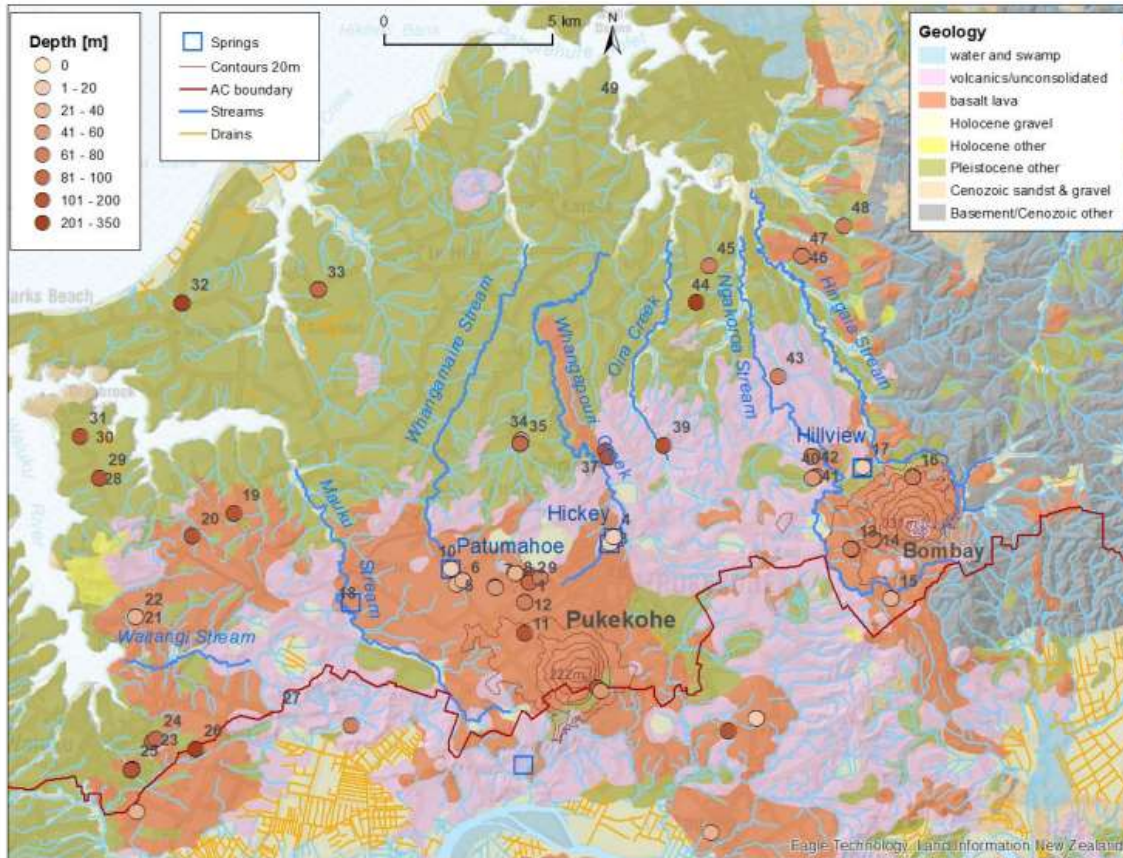 Depth [m]
0
1 - 20
21 - 40
41 - 60
61 - 80
81 - 100
101 - 200
201 - 350
Springs
Contours 20m
AC boundary
Streams
Drains
0
5 km
N
Geology
water and swamp
volcanics/unconsolidated
basalt lava
Holocene gravel
Holocene other
Pleistocene other
Cenozoic sandst & gravel
Basement/Cenozoic other
49
48
47
46
45
44
33
32
arks Beach
Whangamaire Stream
Whangapouri
Creek
Oira Creek
Ngakoroa Stream
Hingaia Stream
43
31
30
29
28
34
35
37
39
Hillview
17
40
42
41
16
19
20
Mauku
Stream
Hickey
4
3
Patumahoe
10
6
5
7
8
2
9
1
12
11
Pukekohe
222m
13
14
Bombay
15
18
22
21
Waitangi Stream
River
27
24
23
26
25
Eagle Technology, Land Information New Zealand